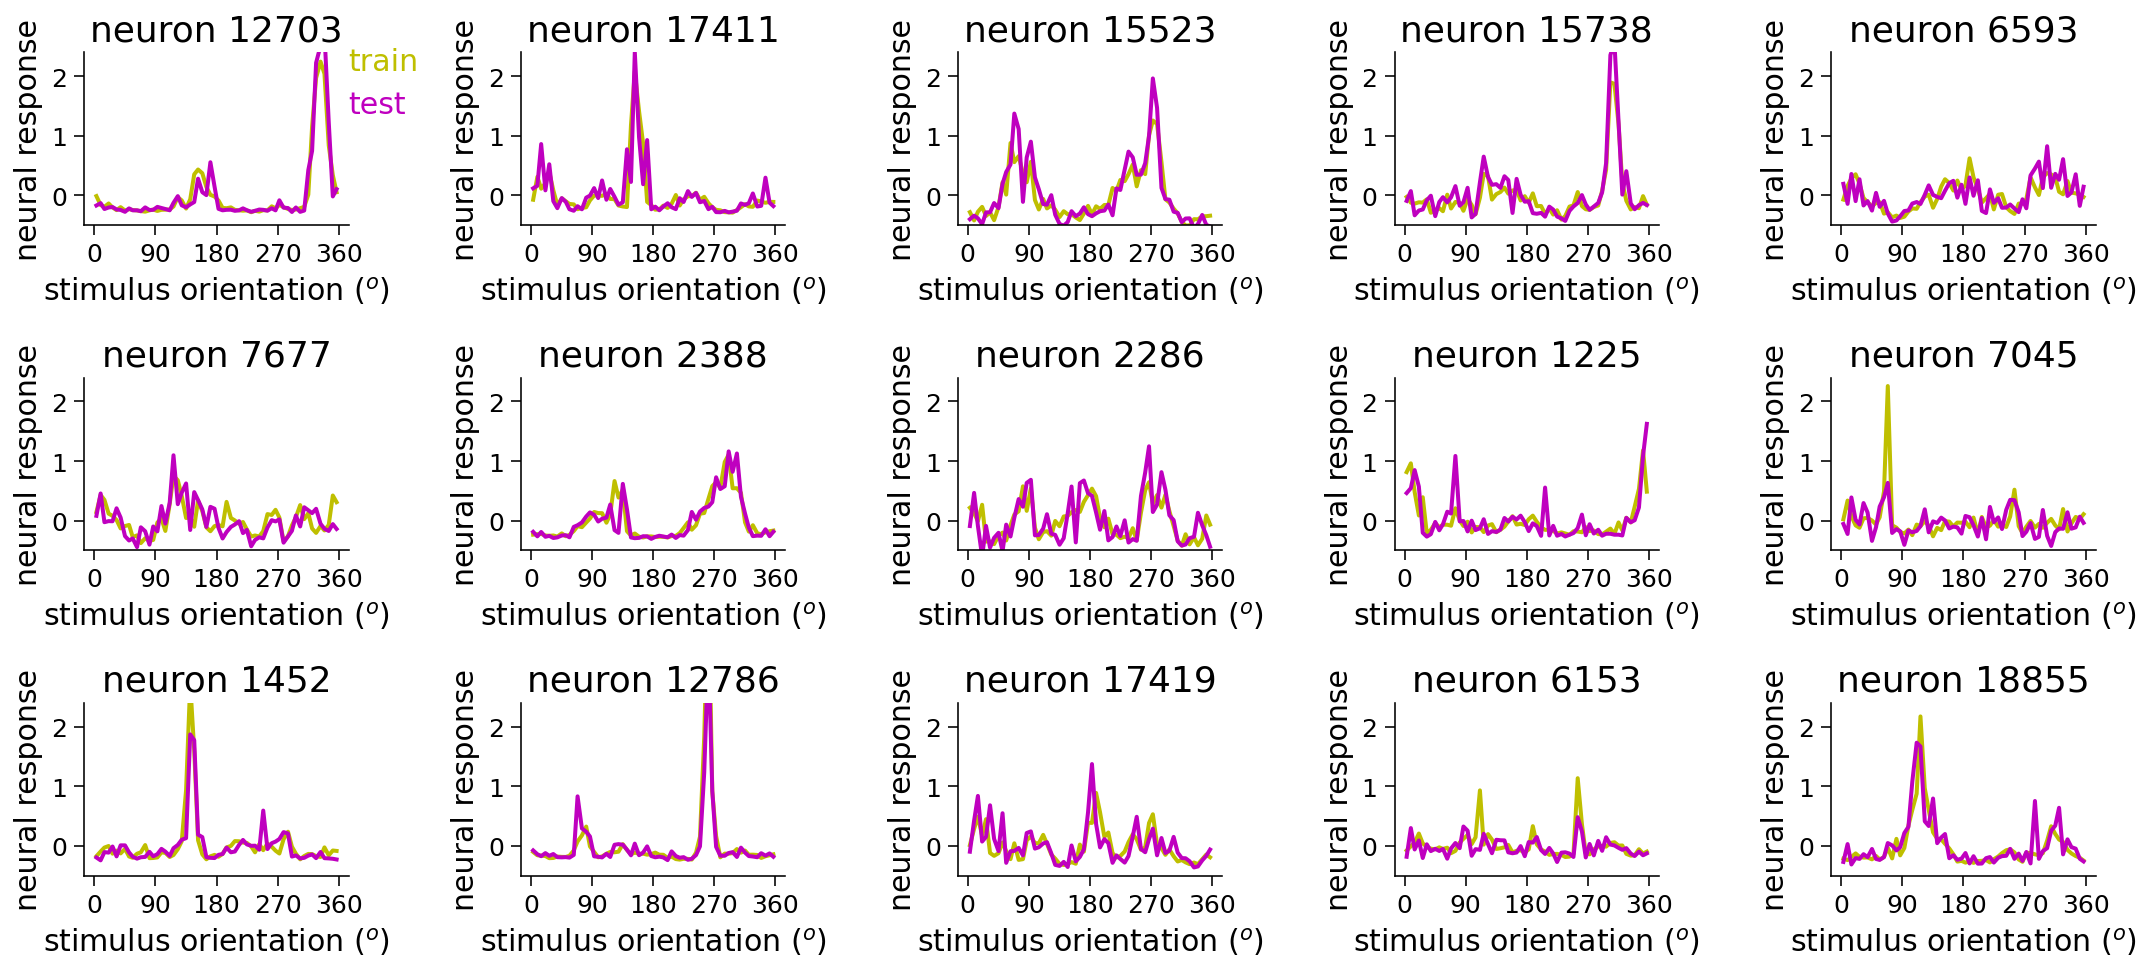 neuron 12703
neural response
2
1
0
0 90 180 270 360
stimulus orientation (o)
train
test
neuron 17411
neural response
2
1
0
0 90 180 270 360
stimulus orientation (o)
neuron 15523
neural response
2
1
0
0 90 180 270 360
stimulus orientation (o)
neuron 15738
neural response
2
1
0
0 90 180 270 360
stimulus orientation (o)
neuron 6593
neural response
2
1
0
0 90 180 270 360
stimulus orientation (o)
neuron 7677
neural response
2
1
0
0 90 180 270 360
stimulus orientation (o)
neuron 2388
neural response
2
1
0
0 90 180 270 360
stimulus orientation (o)
neuron 2286
neural response
2
1
0
0 90 180 270 360
stimulus orientation (o)
neuron 1225
neural response
2
1
0
0 90 180 270 360
stimulus orientation (o)
neuron 7045
neural response
2
1
0
0 90 180 270 360
stimulus orientation (o)
neuron 1452
neural response
2
1
0
0 90 180 270 360
stimulus orientation (o)
neuron 12786
neural response
2
1
0
0 90 180 270 360
stimulus orientation (o)
neuron 17419
neural response
2
1
0
0 90 180 270 360
stimulus orientation (o)
neuron 6153
neural response
2
1
0
0 90 180 270 360
stimulus orientation (o)
neuron 18855
neural response
2
1
0
0 90 180 270 360
stimulus orientation (o)